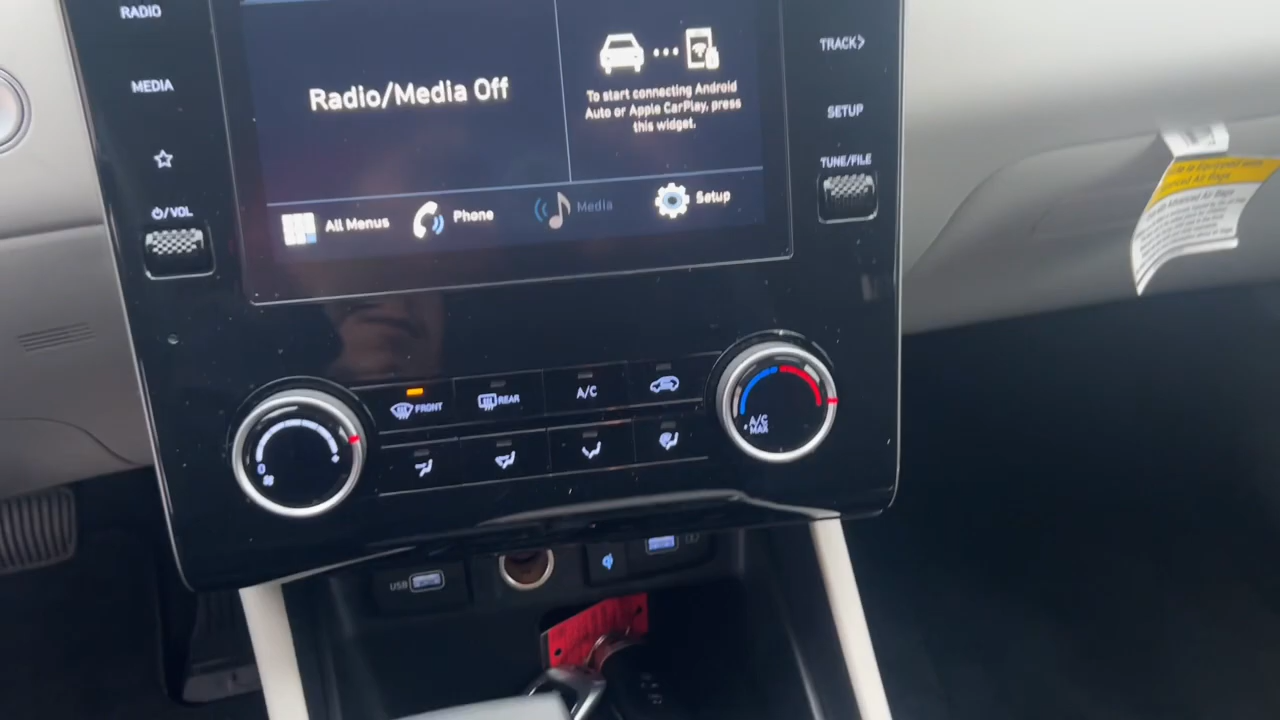 RADIO
MEDIA
⏻/VOL
Radio/Media Off
To start connecting Android
Auto or Apple CarPlay, press
this widget.
All Menus
Phone
Media
Setup
TRACK>
SETUP
TUNE/FILE
FRONT
REAR
A/C
0
A/C
MAX
USB